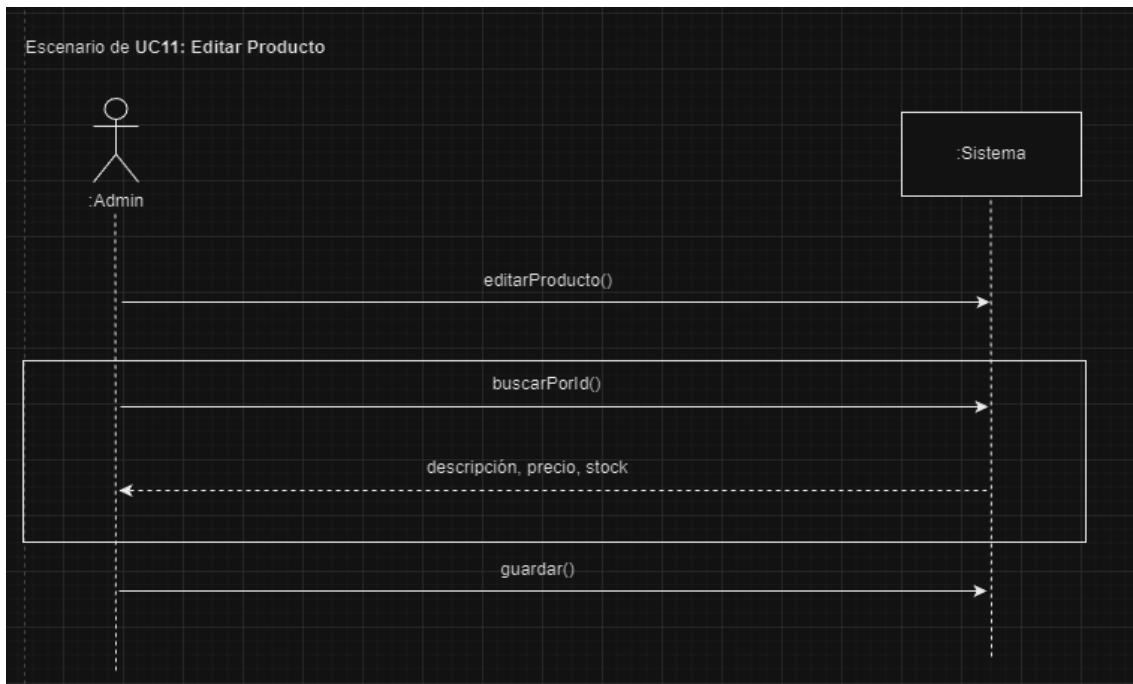 Escenario de UC11: Editar Producto
:Sistema
:Admin
editarProducto()
buscarPorId()
descripción, precio, stock
guardar()